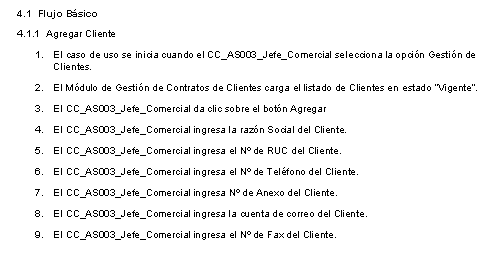 4.1 Flujo Básico
4.1.1 Agregar Cliente
1. El caso de uso se inicia cuando el CC_AS003_Jefe_Comercial selecciona la opción Gestión de
Clientes.
2. El Módulo de Gestión de Contratos de Clientes carga el listado de Clientes en estado "Vigente".
3. El CC_AS003_Jefe_Comercial da clic sobre el botón Agregar
4. El CC_AS003_Jefe_Comercial ingresa la razón Social del Cliente.
5. El CC_AS003_Jefe_Comercial ingresa el Nº de RUC del Cliente.
6. El CC_AS003_Jefe_Comercial ingresa el Nº de Teléfono del Cliente.
7. El CC_AS003_Jefe_Comercial ingresa Nº de Anexo del Cliente.
8. El CC_AS003_Jefe_Comercial ingresa la cuenta de correo del Cliente.
9. El CC_AS003_Jefe_Comercial ingresa el Nº de Fax del Cliente.